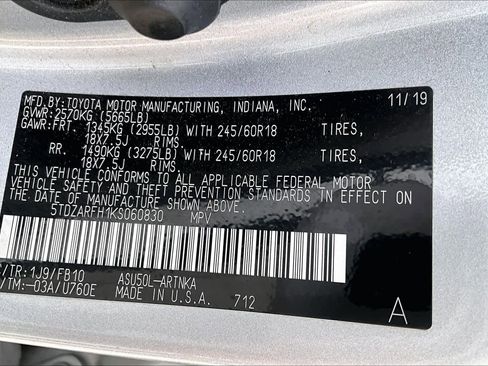 MFD.BY:TOYOTA MOTOR MANUFACTURING, INDIANA, INC. 11/19
GVWR:2570KG (5665LB)
GAWR:FRT. 1345KG (2955LB) WITH 245/60R18 TIRES,
18X7.5J RIMS.
RR. 1490KG (3275LB) WITH 245/60R18 TIRES,
18X7.5J RIMS.
THIS VEHICLE CONFORMS TO ALL APPLICABLE FEDERAL MOTOR
VEHICLE SAFETY AND THEFT PREVENTION STANDARDS IN EFFECT ON
THE DATE OF MANUFACTURE SHOWN ABOVE.
5TDZARFH1KS060830 MPV
/TR:1J9/FB10 ASU50L-ARTNKA
/TM:-03A/U760E MADE IN U.S.A. 712 A